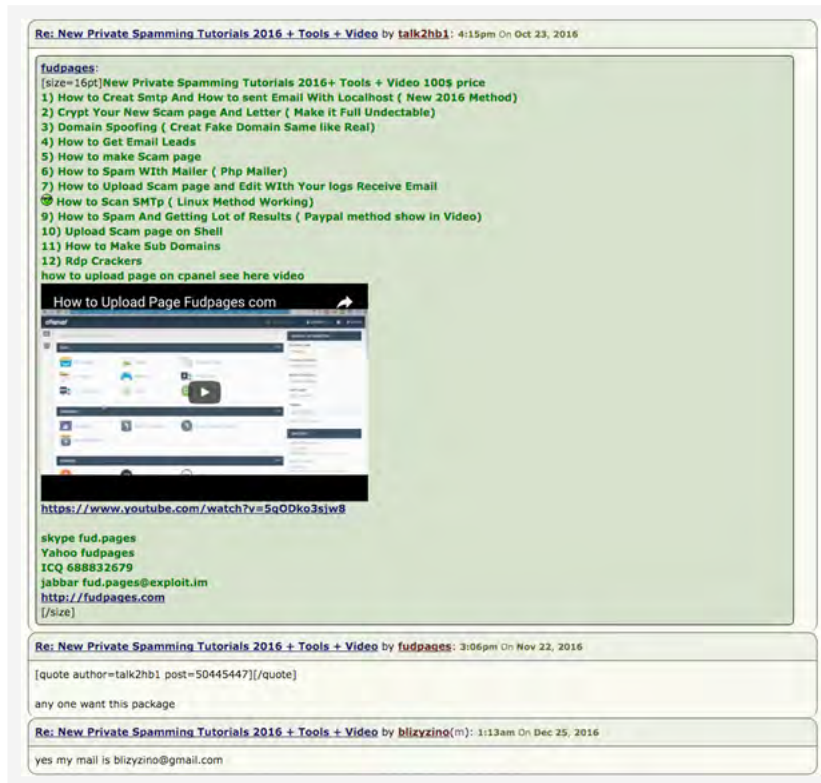 Re: New Private Spamming Tutorials 2016 + Tools + Video by talk2hb1: 4:15pm On Oct 23, 2016
fudpages:
[size=16pt]New Private Spamming Tutorials 2016+ Tools + Video 100$ price
1) How to Creat Smtp And How to sent Email With Localhost ( New 2016 Method)
2) Crypt Your New Scam page And Letter ( Make it Full Undectable)
3) Domain Spoofing ( Creat Fake Domain Same like Real)
4) How to Get Email Leads
5) How to make Scam page
6) How to Spam WIth Mailer ( Php Mailer)
7) How to Upload Scam page and Edit WIth Your logs Receive Email
How to Scan SMTp ( Linux Method Working)
9) How to Spam And Getting Lot of Results ( Paypal method show in Video)
10) Upload Scam page on Shell
11) How to Make Sub Domains
12) Rdp Crackers
how to upload page on cpanel see here video
How to Upload Page Fudpages com
https://www.youtube.com/watch?v=5qODko3sjw8
skype fud.pages
Yahoo fudpages
ICQ 688832679
jabbar fud.pages@exploit.im
http://fudpages.com
[/size]
Re: New Private Spamming Tutorials 2016 + Tools + Video by fudpages: 3:06pm On Nov 22, 2016
[quote author=talk2hb1 post=50445447][/quote]
any one want this package
Re: New Private Spamming Tutorials 2016 + Tools + Video by blizyzino(m): 1:13am On Dec 25, 2016
yes my mail is blizyzino@gmail.com